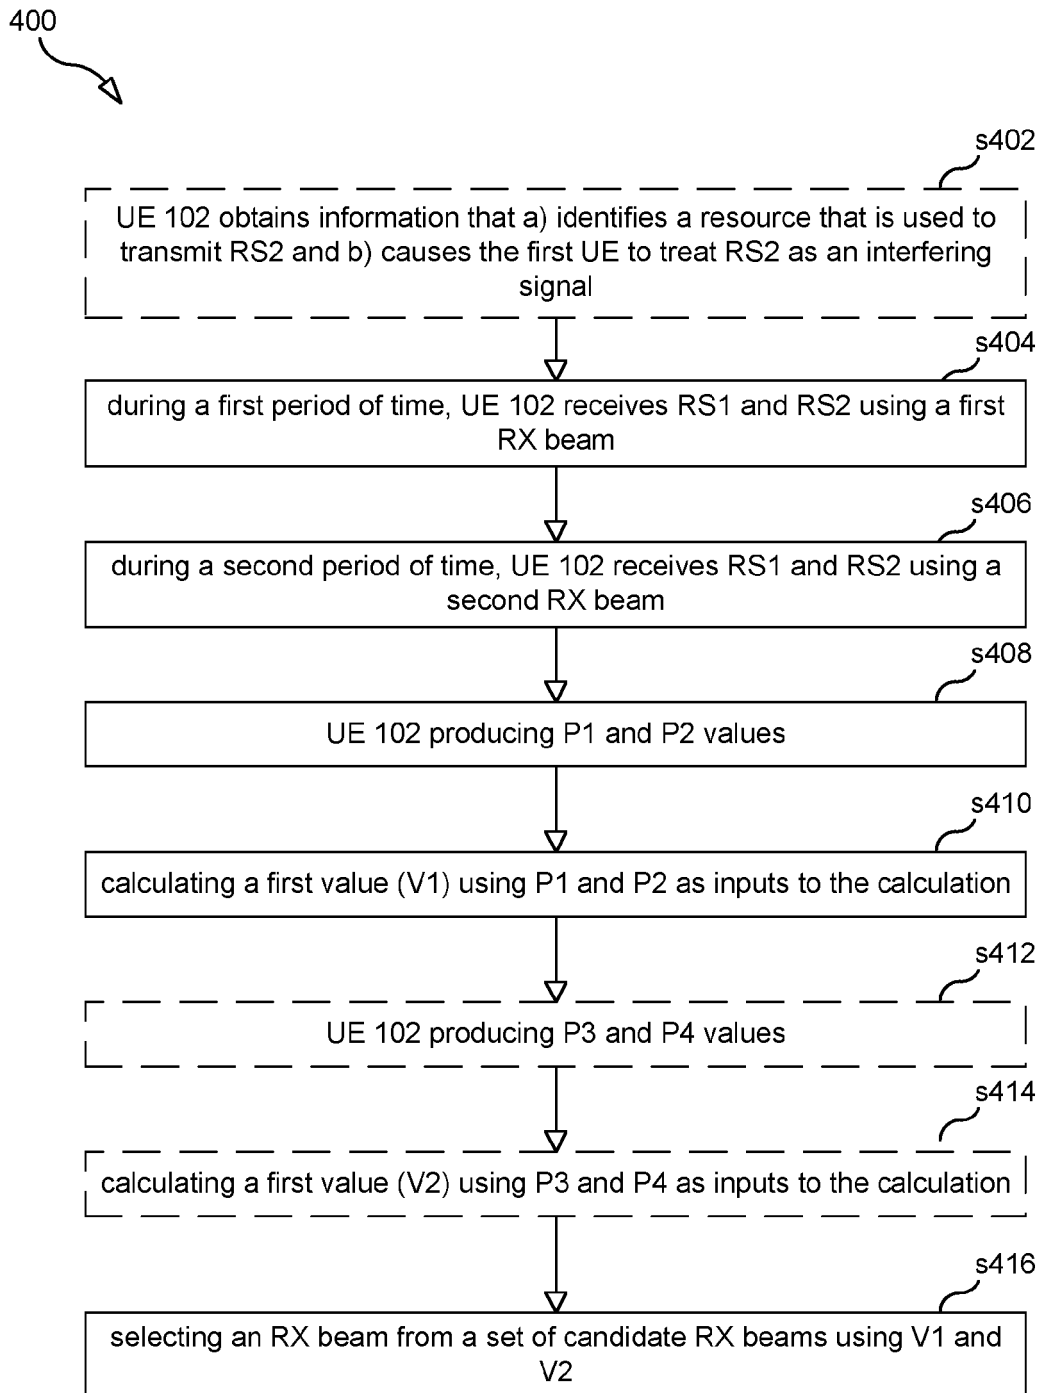 400
s402
UE 102 obtains information that a) identifies a resource that is used to
transmit RS2 and b) causes the first UE to treat RS2 as an interfering
signal
s404
during a first period of time, UE 102 receives RS1 and RS2 using a first
RX beam
s406
during a second period of time, UE 102 receives RS1 and RS2 using a
second RX beam
s408
UE 102 producing P1 and P2 values
s410
calculating a first value (V1) using P1 and P2 as inputs to the calculation
s412
UE 102 producing P3 and P4 values
s414
calculating a first value (V2) using P3 and P4 as inputs to the calculation
s416
selecting an RX beam from a set of candidate RX beams using V1 and
V2